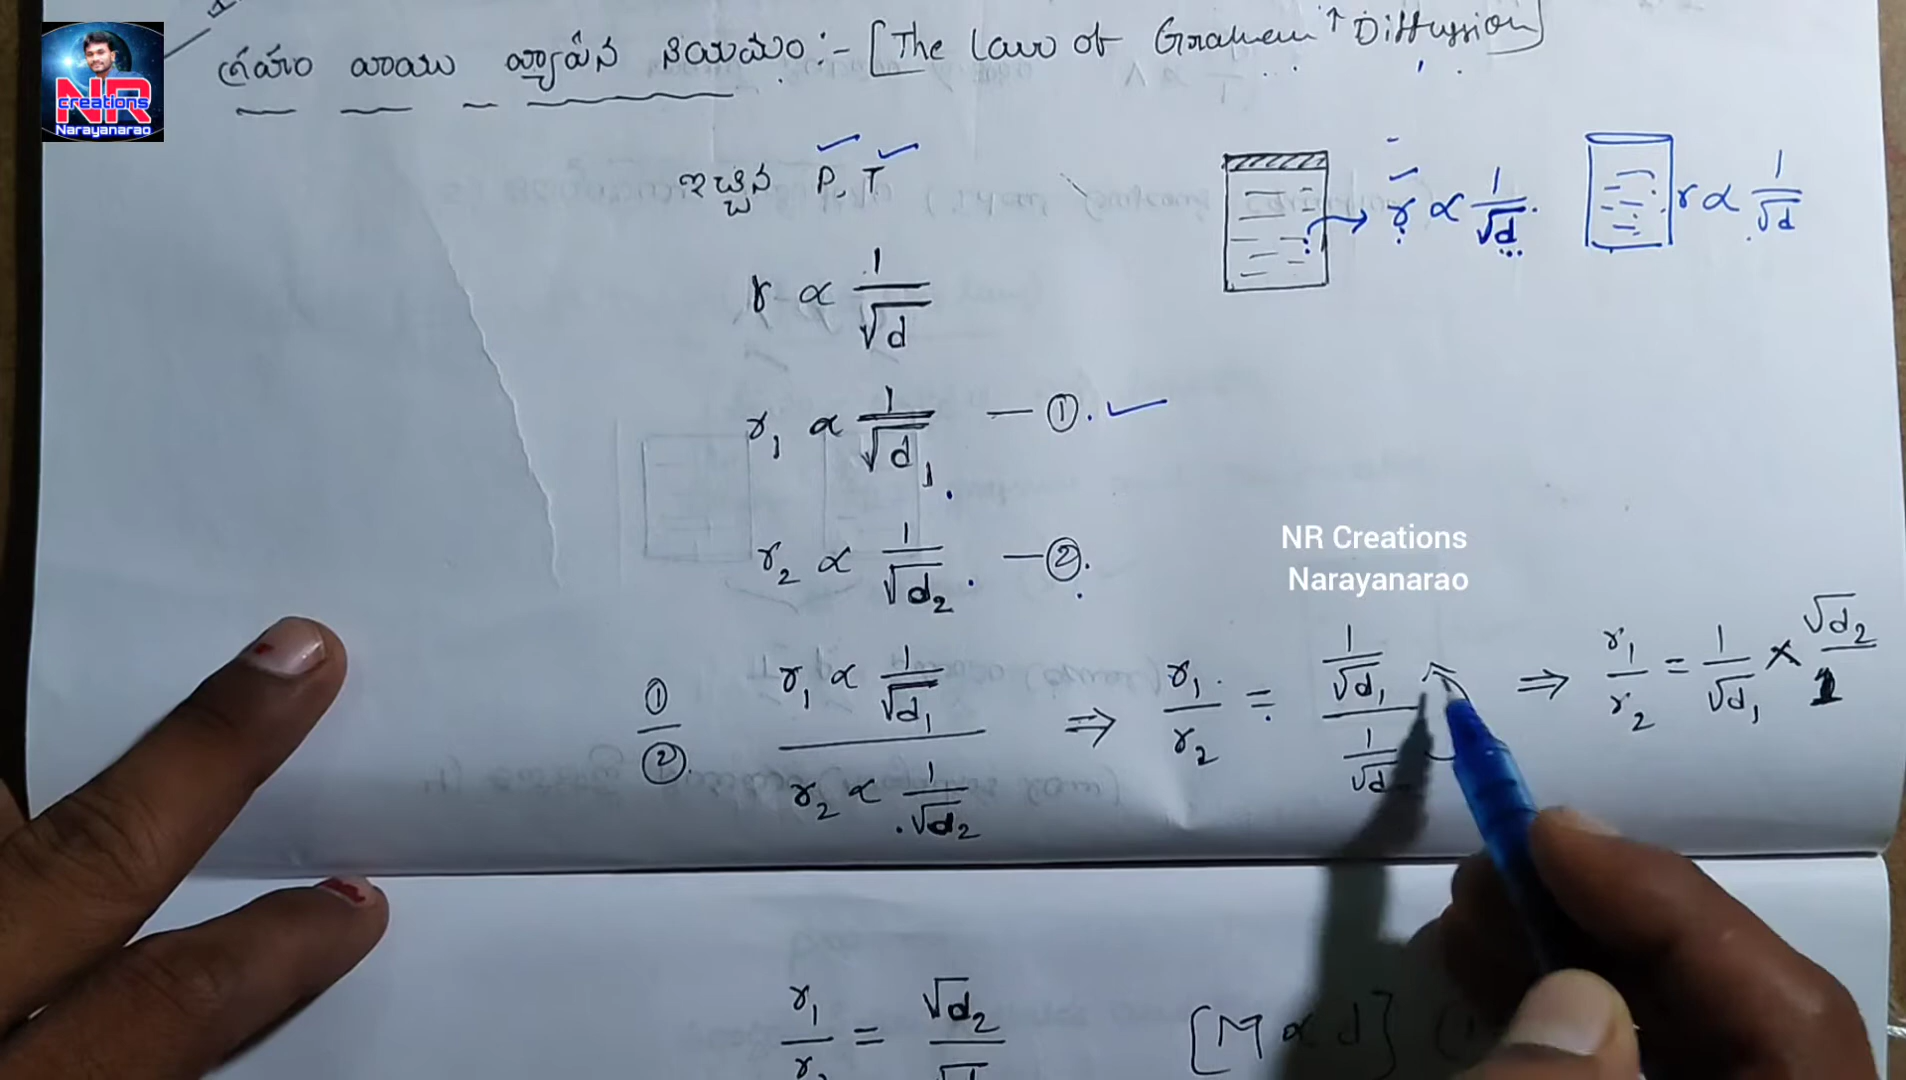 NR
creations
Narayanarao
గ్రహం వాయు వ్యాపన నియమం :- [The Law of Graham Diffusion]
ఇచ్చిన P, T
r ∝ 1/√d.
r ∝ 1/√d
r ∝ 1/√d
r₁ ∝ 1/√d₁ — ①.
r₂ ∝ 1/√d₂ — ②.
NR Creations
Narayanarao
①/② r₁ ∝ 1/√d₁ / r₂ ∝ 1/√d₂ ⇒ r₁/r₂ = 1/√d₁ / 1/√d ⇒ r₁/r₂ = 1/√d₁ × √d₂/1
r₁/r₂ = √d₂/√d [M ∝ d]